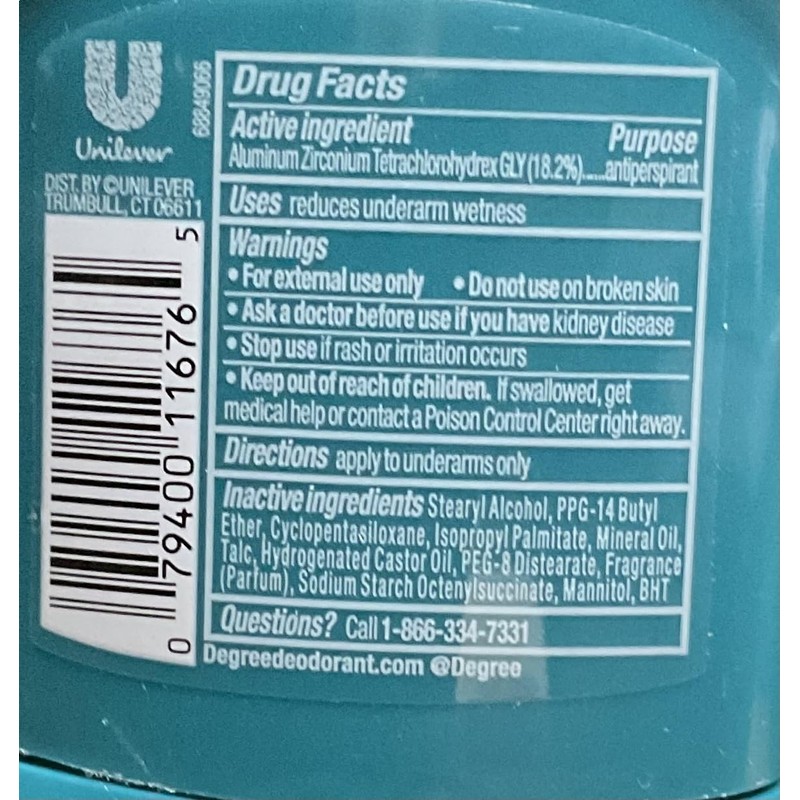 Unilever
68849066
DIST. BY ©UNILEVER
TRUMBULL, CT 06611
0 79400 11676 5
Drug Facts
Active ingredient Purpose
Aluminum Zirconium Tetrachlorohydrex GLY (18.2%).....antiperspirant
Uses reduces underarm wetness
Warnings
• For external use only • Do not use on broken skin
• Ask a doctor before use if you have kidney disease
• Stop use if rash or irritation occurs
• Keep out of reach of children. If swallowed, get
medical help or contact a Poison Control Center right away.
Directions apply to underarms only
Inactive ingredients Stearyl Alcohol, PPG-14 Butyl
Ether, Cyclopentasiloxane, Isopropyl Palmitate, Mineral Oil,
Talc, Hydrogenated Castor Oil, PEG-8 Distearate, Fragrance
(Parfum), Sodium Starch Octenylsuccinate, Mannitol, BHT
Questions? Call 1-866-334-7331
Degreedeodorant.com @Degree